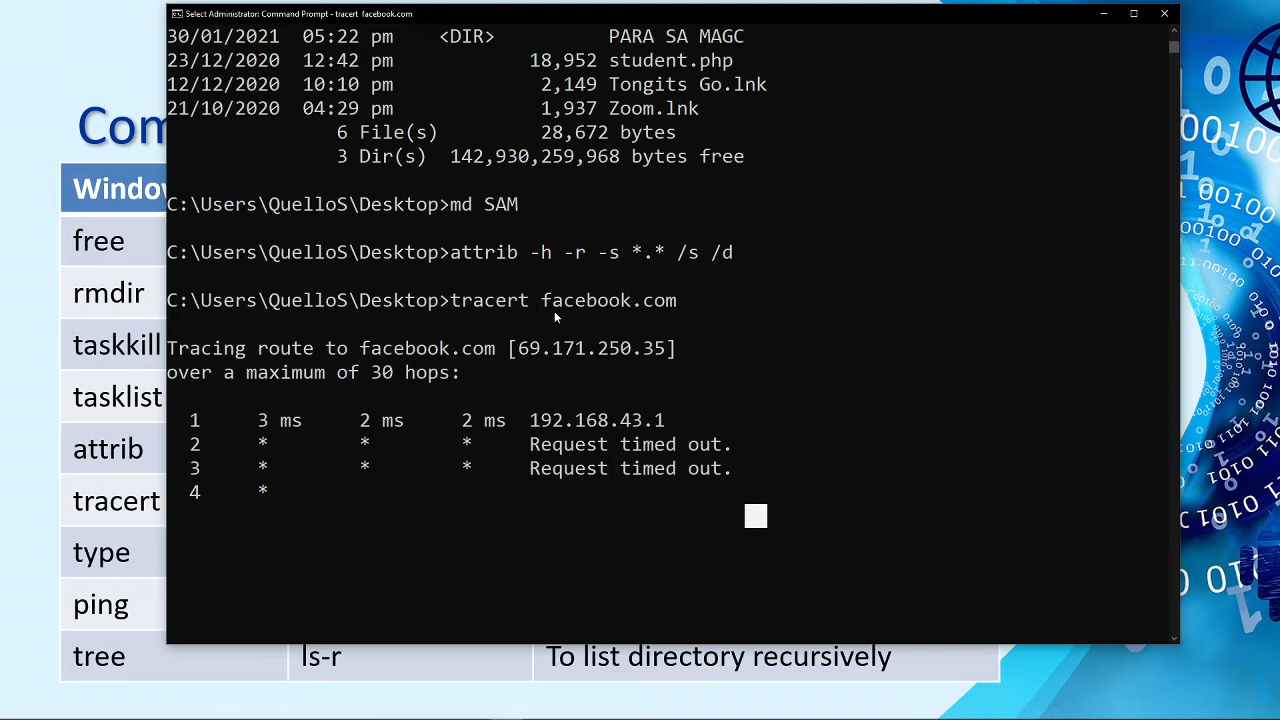 Select Administrator: Command Prompt - tracert facebook.com
30/01/2021 05:22 pm <DIR> PARA SA MAGC
23/12/2020 12:42 pm 18,952 student.php
12/12/2020 10:10 pm 2,149 Tongits Go.lnk
21/10/2020 04:29 pm 1,937 Zoom.lnk
6 File(s) 28,672 bytes
3 Dir(s) 142,930,259,968 bytes free
C:\Users\QuelloS\Desktop>md SAM
C:\Users\QuelloS\Desktop>attrib -h -r -s *.* /s /d
C:\Users\QuelloS\Desktop>tracert facebook.com
Tracing route to facebook.com [69.171.250.35]
over a maximum of 30 hops:
1 3 ms 2 ms 2 ms 192.168.43.1
2 * * * Request timed out.
3 * * * Request timed out.
4 *
free
rmdir
taskkill
tasklist
attrib
tracert
type
ping
tree ls-r To list directory recursively